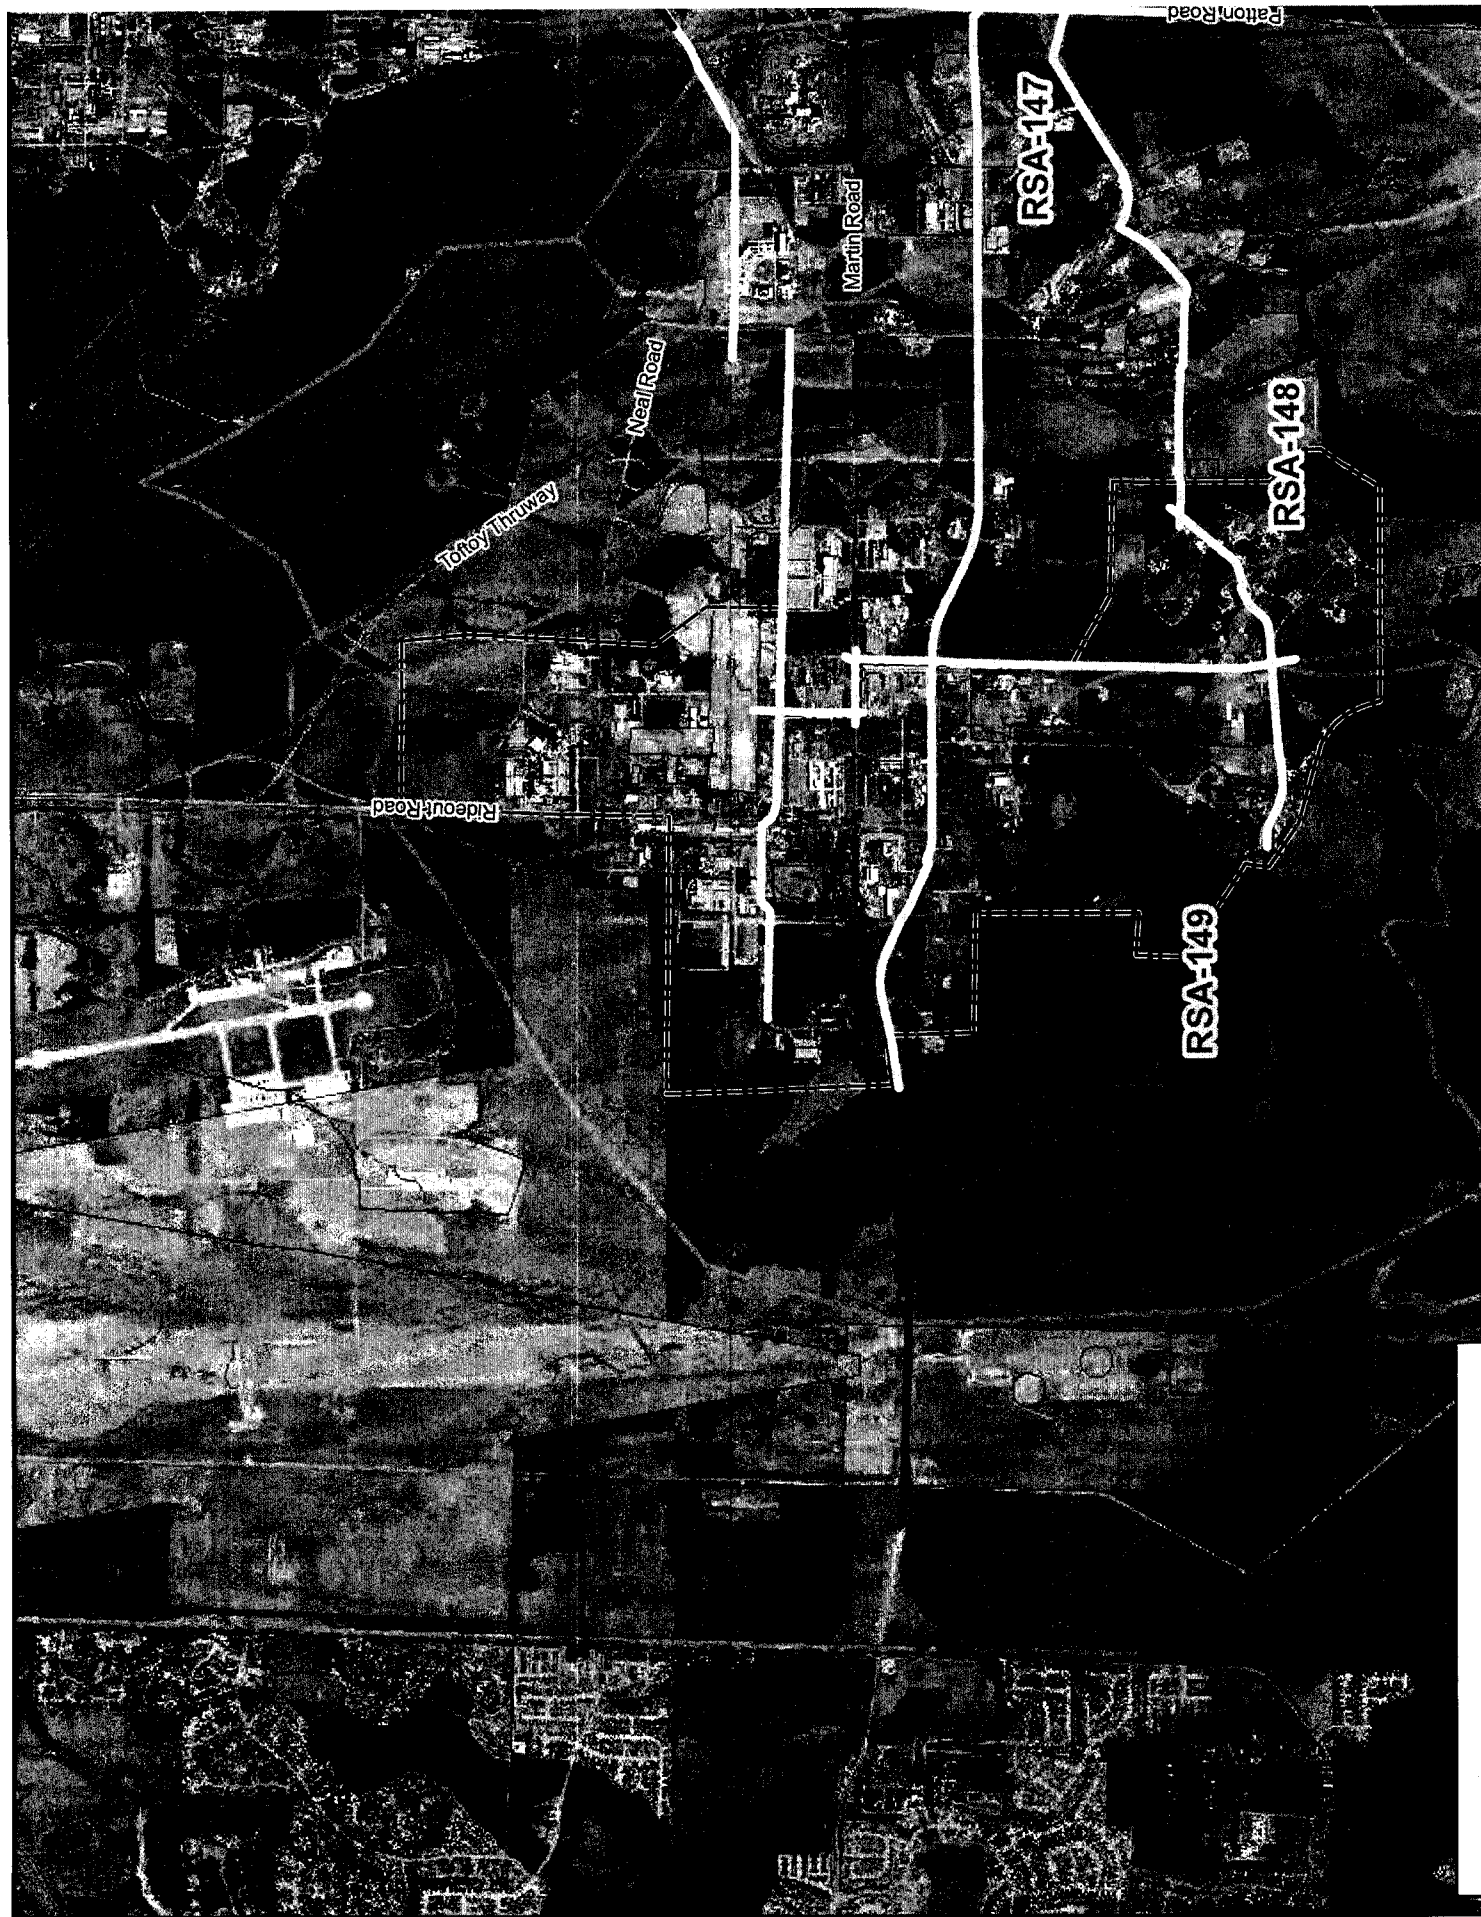 Patton Road
RSA-147
Martin Road
Neal Road
RSA-148
Toftoy Thruway
Rideout Road
RSA-149